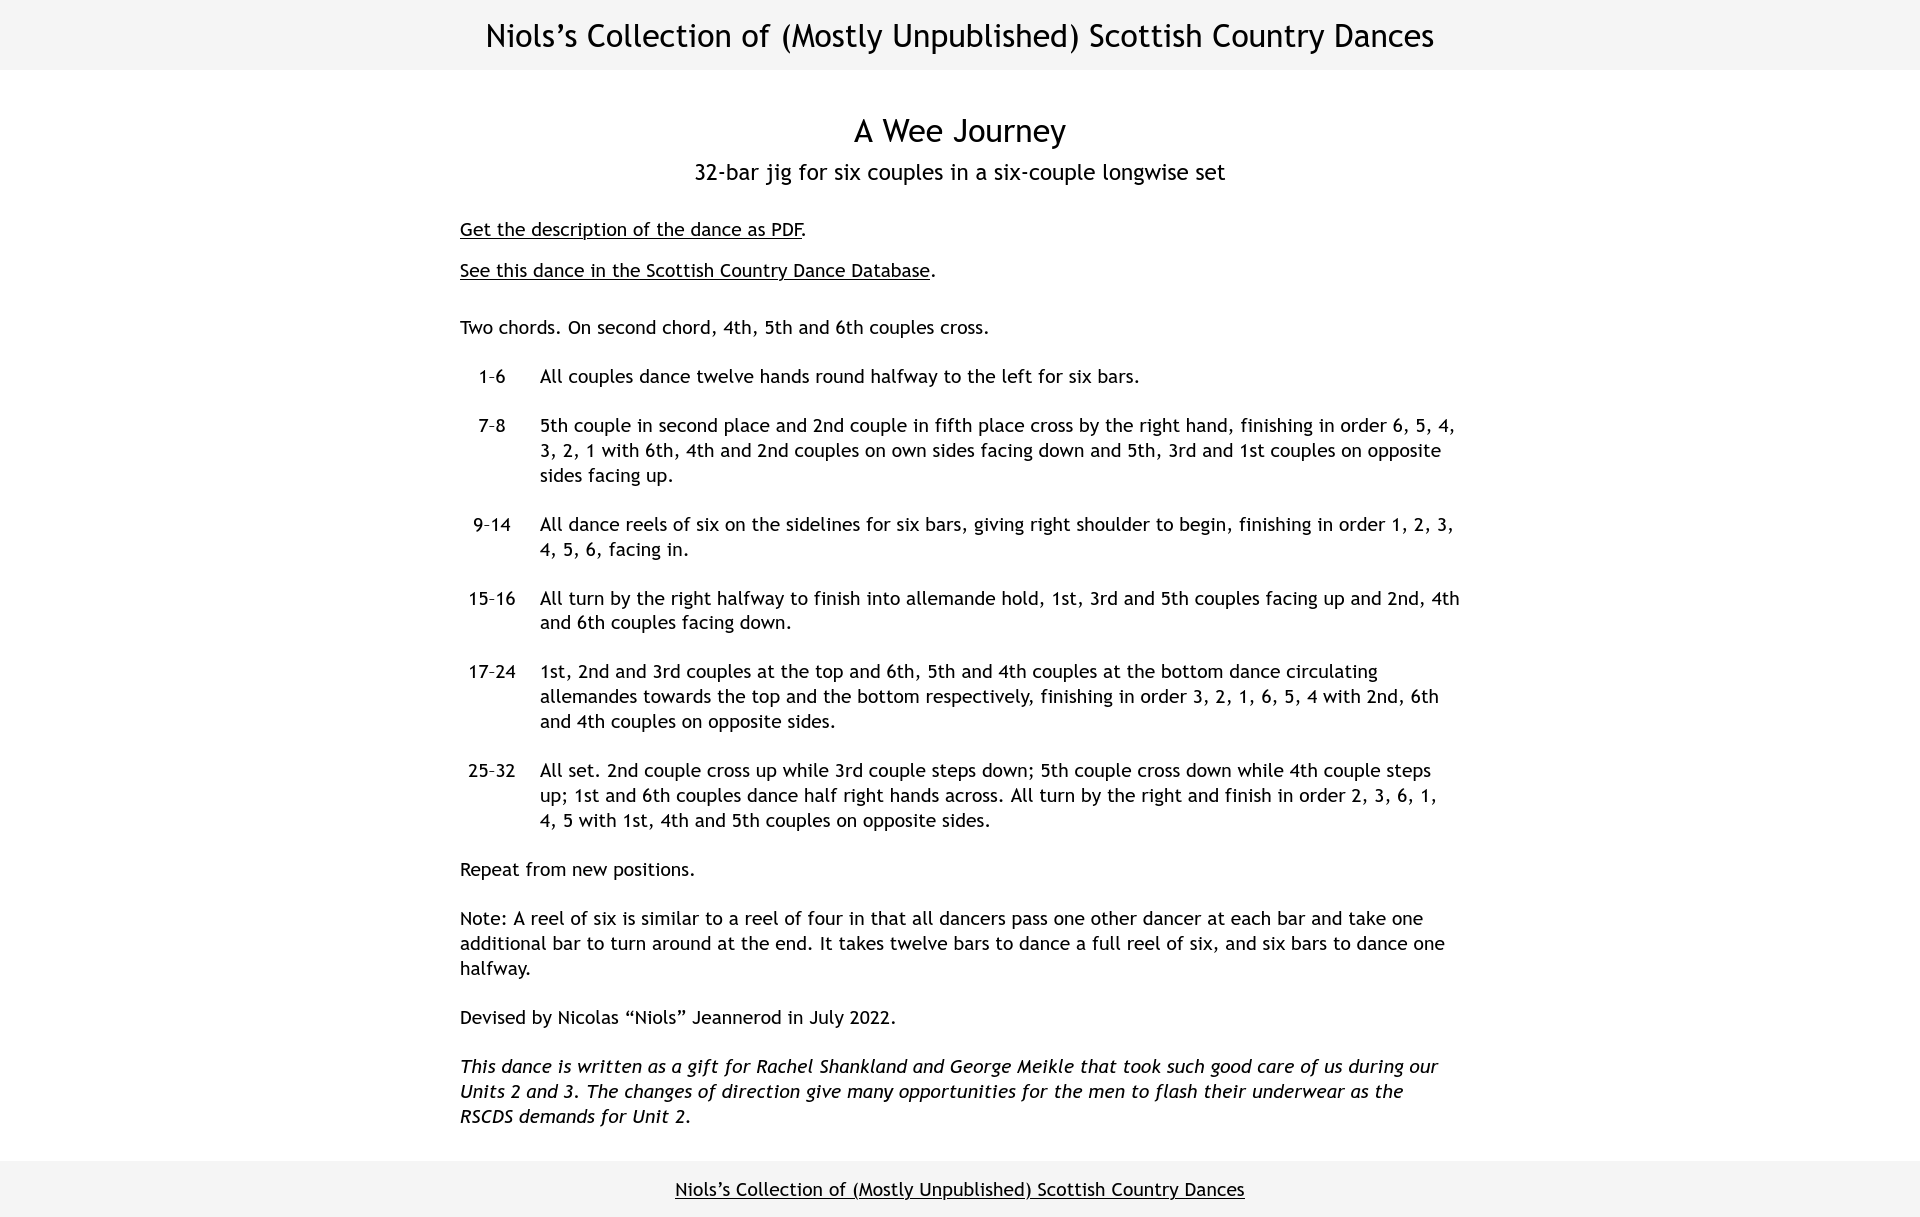 Niols’s Collection of (Mostly Unpublished) Scottish Country Dances
A Wee Journey
32-bar jig for six couples in a six-couple longwise set
Get the description of the dance as PDF.
See this dance in the Scottish Country Dance Database.
Two chords. On second chord, 4th, 5th and 6th couples cross.
1–6 All couples dance twelve hands round halfway to the left for six bars.
7–8 5th couple in second place and 2nd couple in fifth place cross by the right hand, finishing in order 6, 5, 4,
3, 2, 1 with 6th, 4th and 2nd couples on own sides facing down and 5th, 3rd and 1st couples on opposite
sides facing up.
9–14 All dance reels of six on the sidelines for six bars, giving right shoulder to begin, finishing in order 1, 2, 3,
4, 5, 6, facing in.
15–16 All turn by the right halfway to finish into allemande hold, 1st, 3rd and 5th couples facing up and 2nd, 4th
and 6th couples facing down.
17–24 1st, 2nd and 3rd couples at the top and 6th, 5th and 4th couples at the bottom dance circulating
allemandes towards the top and the bottom respectively, finishing in order 3, 2, 1, 6, 5, 4 with 2nd, 6th
and 4th couples on opposite sides.
25–32 All set. 2nd couple cross up while 3rd couple steps down; 5th couple cross down while 4th couple steps
up; 1st and 6th couples dance half right hands across. All turn by the right and finish in order 2, 3, 6, 1,
4, 5 with 1st, 4th and 5th couples on opposite sides.
Repeat from new positions.
Note: A reel of six is similar to a reel of four in that all dancers pass one other dancer at each bar and take one
additional bar to turn around at the end. It takes twelve bars to dance a full reel of six, and six bars to dance one
halfway.
Devised by Nicolas “Niols” Jeannerod in July 2022.
This dance is written as a gift for Rachel Shankland and George Meikle that took such good care of us during our
Units 2 and 3. The changes of direction give many opportunities for the men to flash their underwear as the
RSCDS demands for Unit 2.
Niols’s Collection of (Mostly Unpublished) Scottish Country Dances